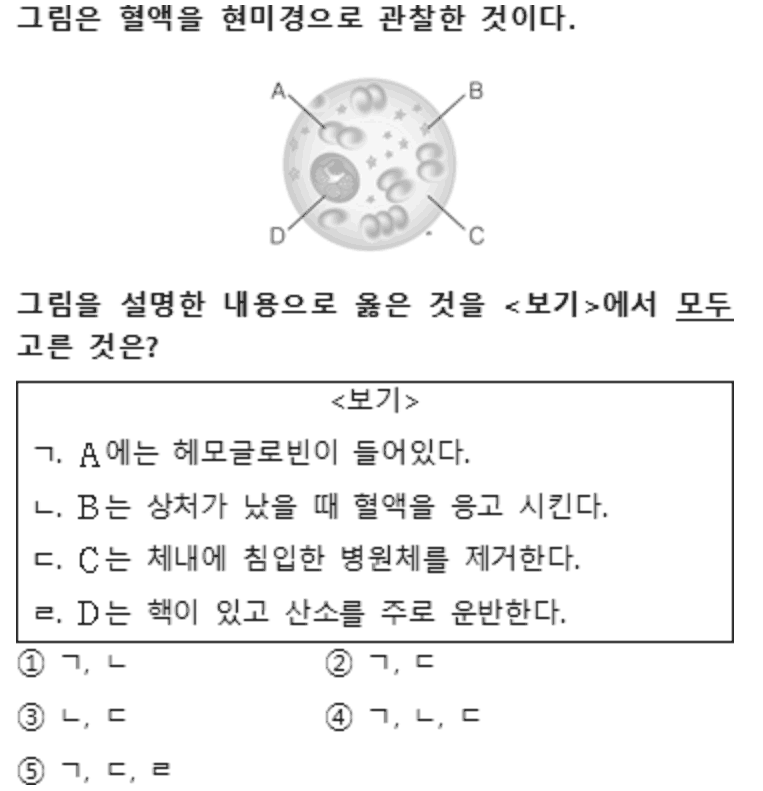 그림은 혈액을 현미경으로 관찰한 것이다.
A
B
D
C
그림을 설명한 내용으로 옳은 것을 <보기>에서 모두
고른 것은?
<보기>
ㄱ. A에는 헤모글로빈이 들어있다.
ㄴ. B는 상처가 났을 때 혈액을 응고 시킨다.
ㄷ. C는 체내에 침입한 병원체를 제거한다.
ㄹ. D는 핵이 있고 산소를 주로 운반한다.
① ㄱ, ㄴ ② ㄱ, ㄷ
③ ㄴ, ㄷ ④ ㄱ, ㄴ, ㄷ
⑤ ㄱ, ㄷ, ㄹ